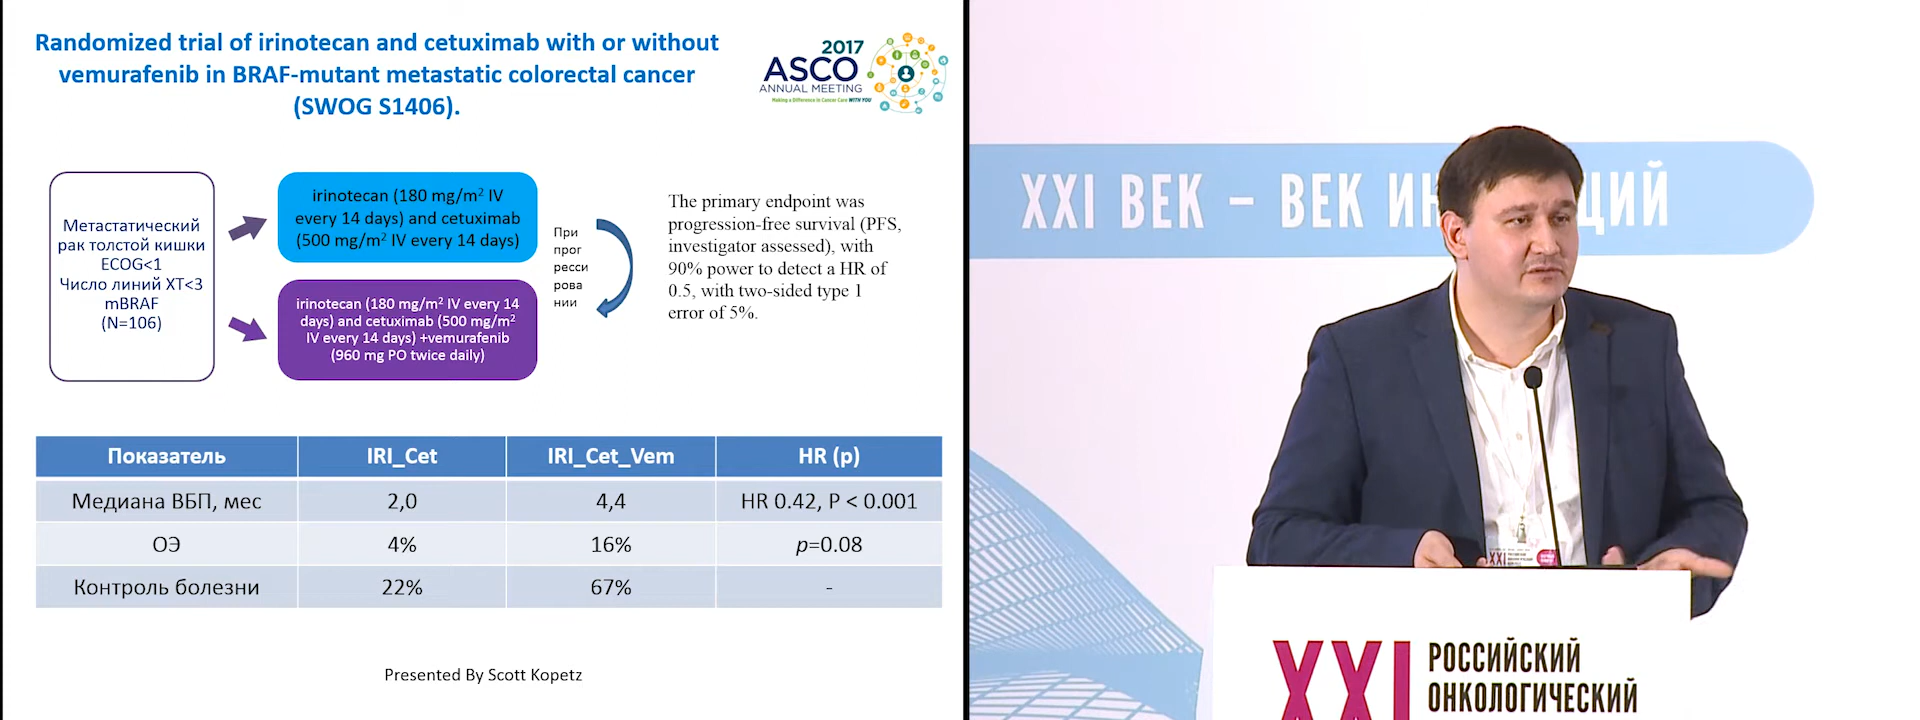 Randomized trial of irinotecan and cetuximab with or without
vemurafenib in BRAF-mutant metastatic colorectal cancer
(SWOG S1406).
2017
ASCO
ANNUAL MEETING
Making a Difference in Cancer Care WITH YOU
Метастатический
рак толстой кишки
ECOG<1
Число линий ХТ<3
mBRAF
(N=106)
irinotecan (180 mg/m² IV
every 14 days) and cetuximab
(500 mg/m² IV every 14 days)
irinotecan (180 mg/m² IV every 14
days) and cetuximab (500 mg/m²
IV every 14 days) +vemurafenib
(960 mg PO twice daily)
При
прог
ресси
рова
нии
The primary endpoint was
progression-free survival (PFS,
investigator assessed), with
90% power to detect a HR of
0.5, with two-sided type 1
error of 5%.
Показатель IRI_Cet IRI_Cet_Vem HR (p)
Медиана ВБП, мес 2,0 4,4 HR 0.42, P < 0.001
ОЭ 4% 16% p=0.08
Контроль болезни 22% 67% -
Presented By Scott Kopetz
XXI ВЕК – ВЕК ИН ЦИЙ
XXI
РОССИЙСКИЙ
ОНКОЛОГИЧЕСКИЙ